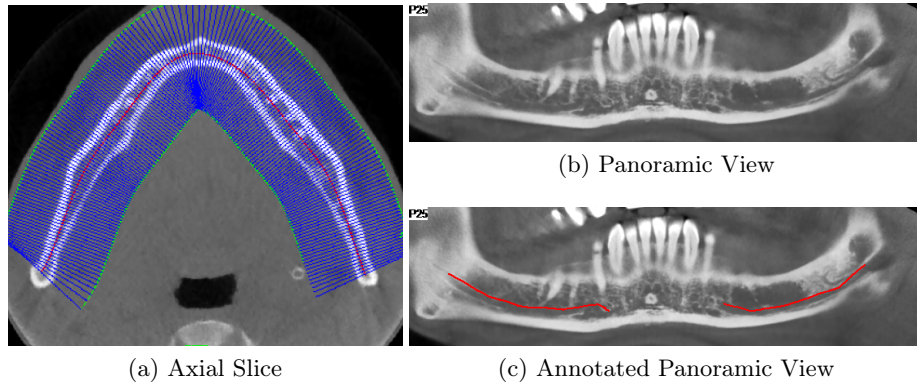 P25
(b) Panoramic View
P25
(a) Axial Slice
(c) Annotated Panoramic View